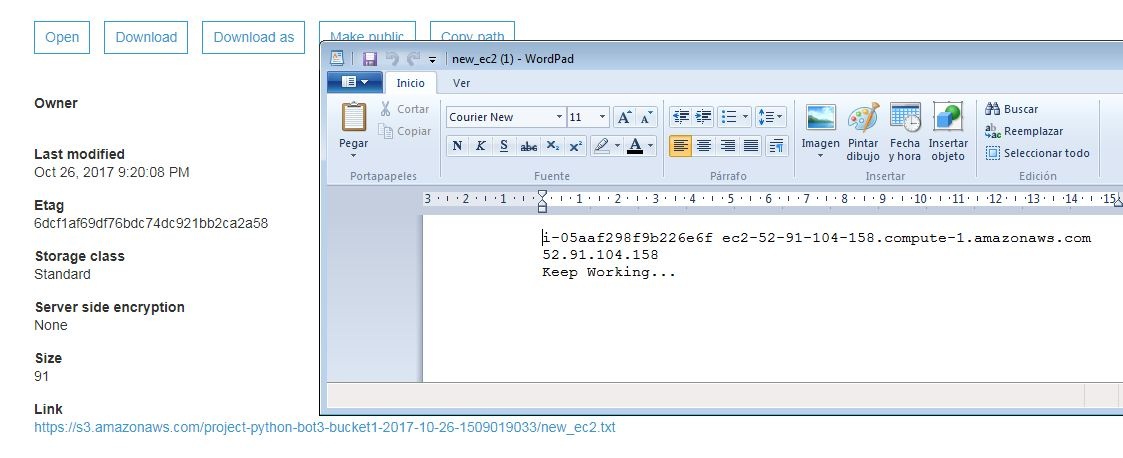 Open
Download
Download as
Make public
Copy path
Owner
Last modified
Oct 26, 2017 9:20:08 PM
Etag
6dcf1af69df76bdc74dc921bb2ca2a58
Storage class
Standard
Server side encryption
None
Size
91
Link
https://s3.amazonaws.com/project-python-bot3-bucket1-2017-10-26-1509019033/new_ec2.txt
new_ec2 (1) - WordPad
Inicio
Ver
Pegar
Cortar
Copiar
Portapapeles
Courier New
11
N K S abc X₂ X²
Fuente
Párrafo
Imagen
Pintar dibujo
Fecha y hora
Insertar objeto
Insertar
Buscar
Reemplazar
Seleccionar todo
Edición
3 2 1 1 2 3 4 5 6 7 8 9 10 11 12 13 14 15
i-05aaf298f9b226e6f ec2-52-91-104-158.compute-1.amazonaws.com
52.91.104.158
Keep Working...